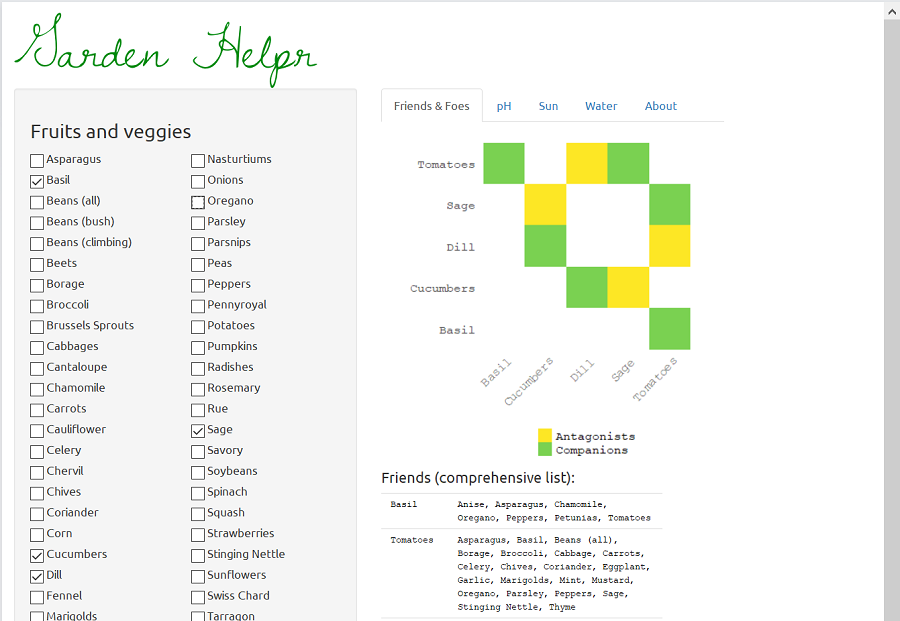 Garden Helpr
Fruits and veggies
Asparagus
Basil
Beans (all)
Beans (bush)
Beans (climbing)
Beets
Borage
Broccoli
Brussels Sprouts
Cabbages
Cantaloupe
Chamomile
Carrots
Cauliflower
Celery
Chervil
Chives
Coriander
Corn
Cucumbers
Dill
Fennel
Marigolds
Nasturtiums
Onions
Oregano
Parsley
Parsnips
Peas
Peppers
Pennyroyal
Potatoes
Pumpkins
Radishes
Rosemary
Rue
Sage
Savory
Soybeans
Spinach
Squash
Strawberries
Stinging Nettle
Sunflowers
Swiss Chard
Tarragon
Friends & Foes pH Sun Water About
Tomatoes
Sage
Dill
Cucumbers
Basil
Basil Cucumbers Dill Sage Tomatoes
Antagonists
Companions
Friends (comprehensive list):
Basil Anise, Asparagus, Chamomile,
Oregano, Peppers, Petunias, Tomatoes
Tomatoes Asparagus, Basil, Beans (all),
Borage, Broccoli, Cabbage, Carrots,
Celery, Chives, Coriander, Eggplant,
Garlic, Marigolds, Mint, Mustard,
Oregano, Parsley, Peppers, Sage,
Stinging Nettle, Thyme